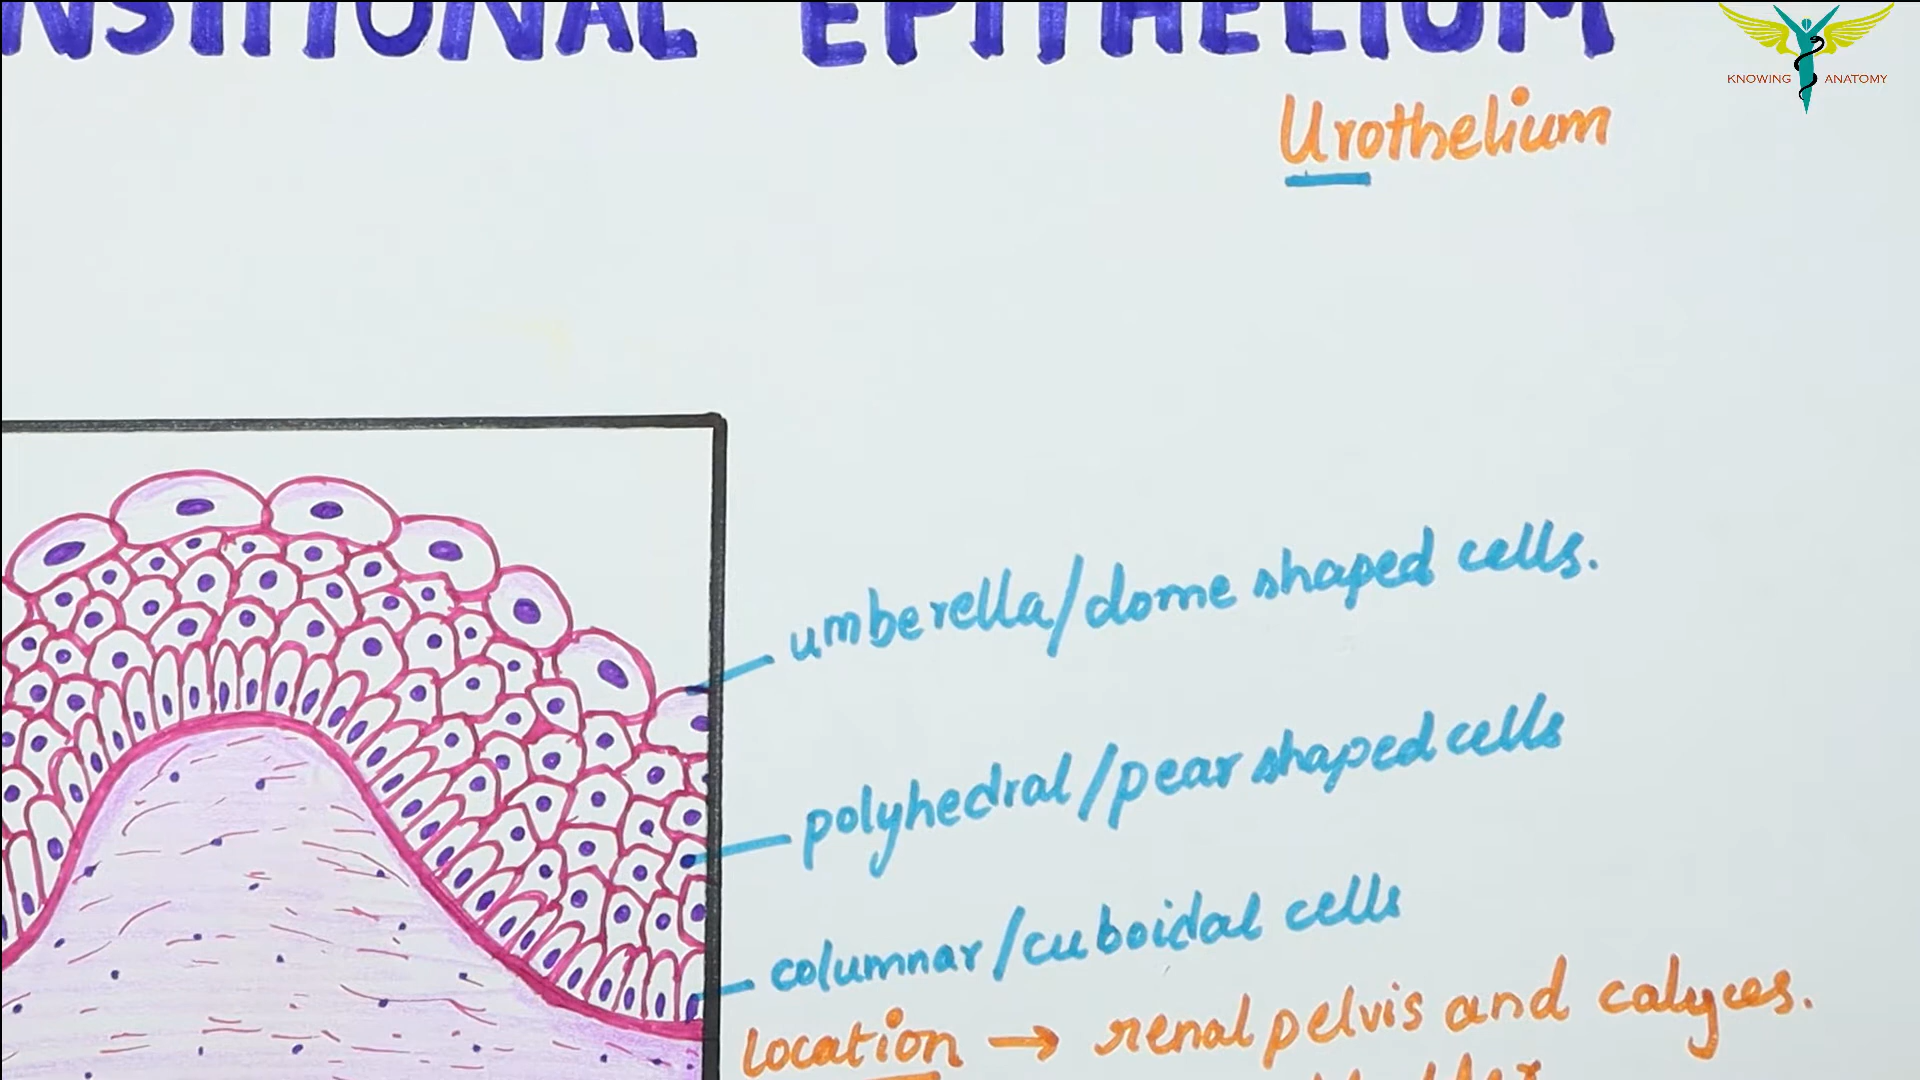 NSITIONAL EPITHELIUM
KNOWING ANATOMY
Urothelium
umberella/dome shaped cells.
polyhedral/pear shaped cells
columnar/cuboidal cells
location → renal pelvis and calyces.